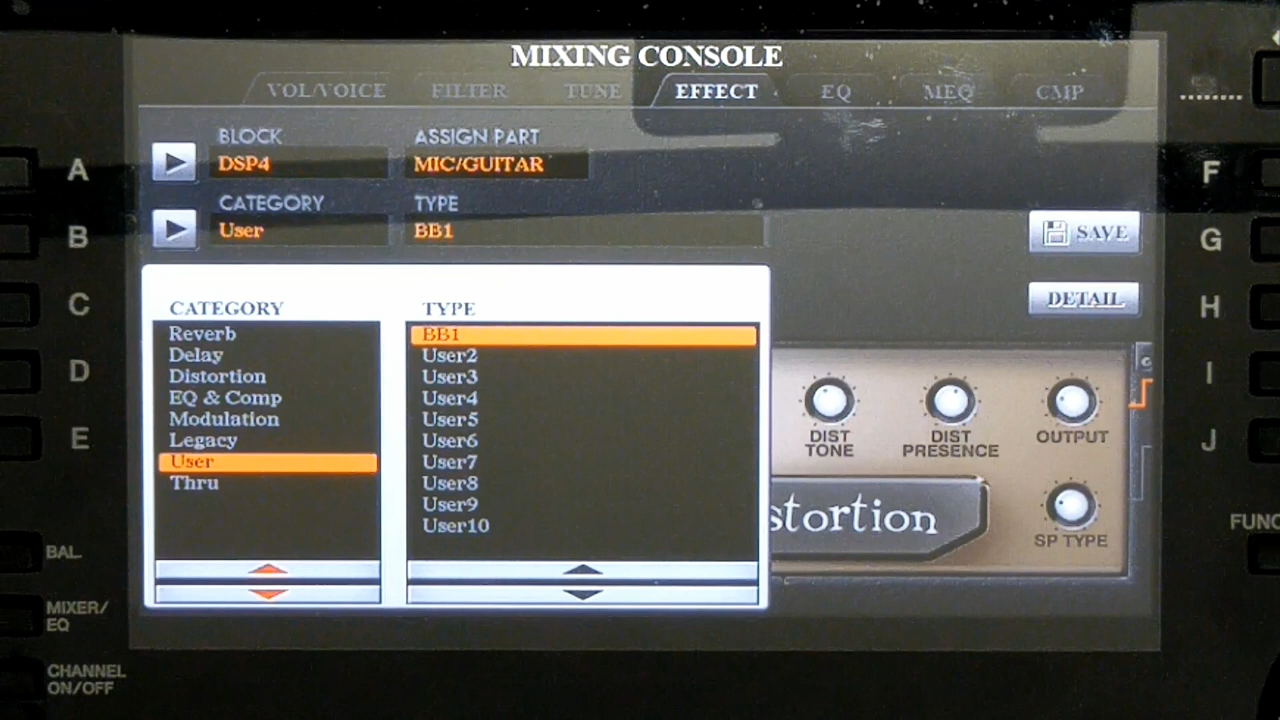 MIXING CONSOLE
VOL/VOICE FILTER TUNE EFFECT EQ MEQ CMP
BLOCK ASSIGN PART
A DSP4 MIC/GUITAR F
CATEGORY TYPE
B User BB1 SAVE G
DETAIL
CATEGORY TYPE
C H
Reverb BB1
Delay User2
D Distortion User3 I
EQ & Comp User4
Modulation User5
E Legacy User6 J
User User7
Thru User8
User9
User10
DIST TONE
DIST PRESENCE
OUTPUT
stortion
SP TYPE
FUNC
BAL.
MIXER/
EQ
CHANNEL
ON/OFF